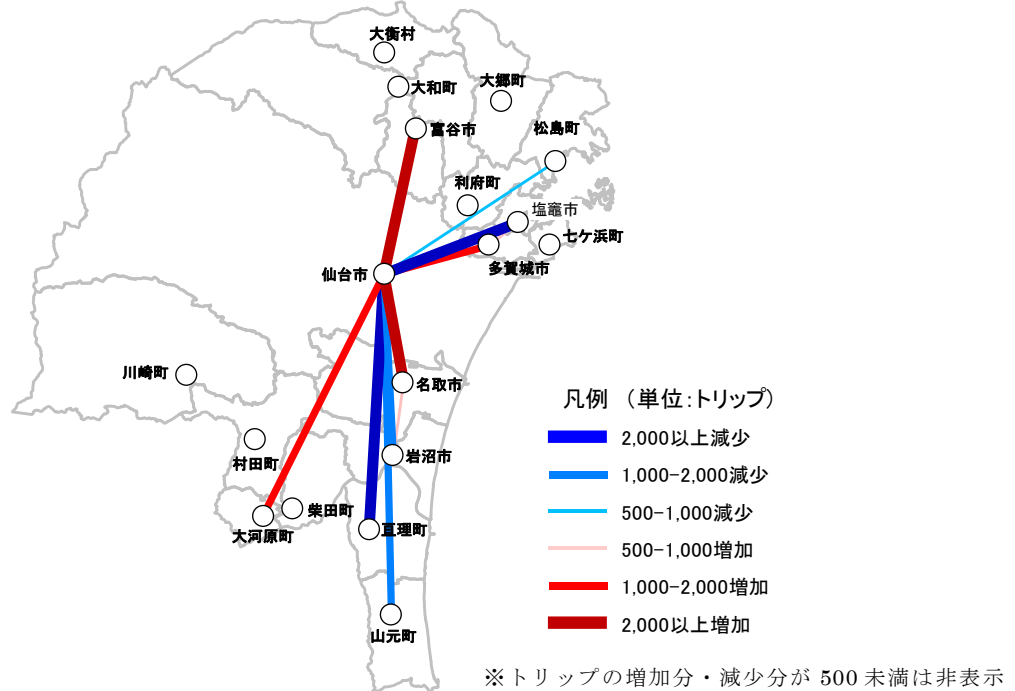 大衡村
大和町
大郷町
富谷市
松島町
利府町
塩竈市
七ケ浜町
多賀城市
仙台市
川崎町
名取市
岩沼市
村田町
柴田町
大河原町
亘理町
山元町
凡例 (単位:トリップ)
2,000以上減少
1,000-2,000減少
500-1,000減少
500-1,000増加
1,000-2,000増加
2,000以上増加
※トリップの増加分・減少分が 500 未満は非表示